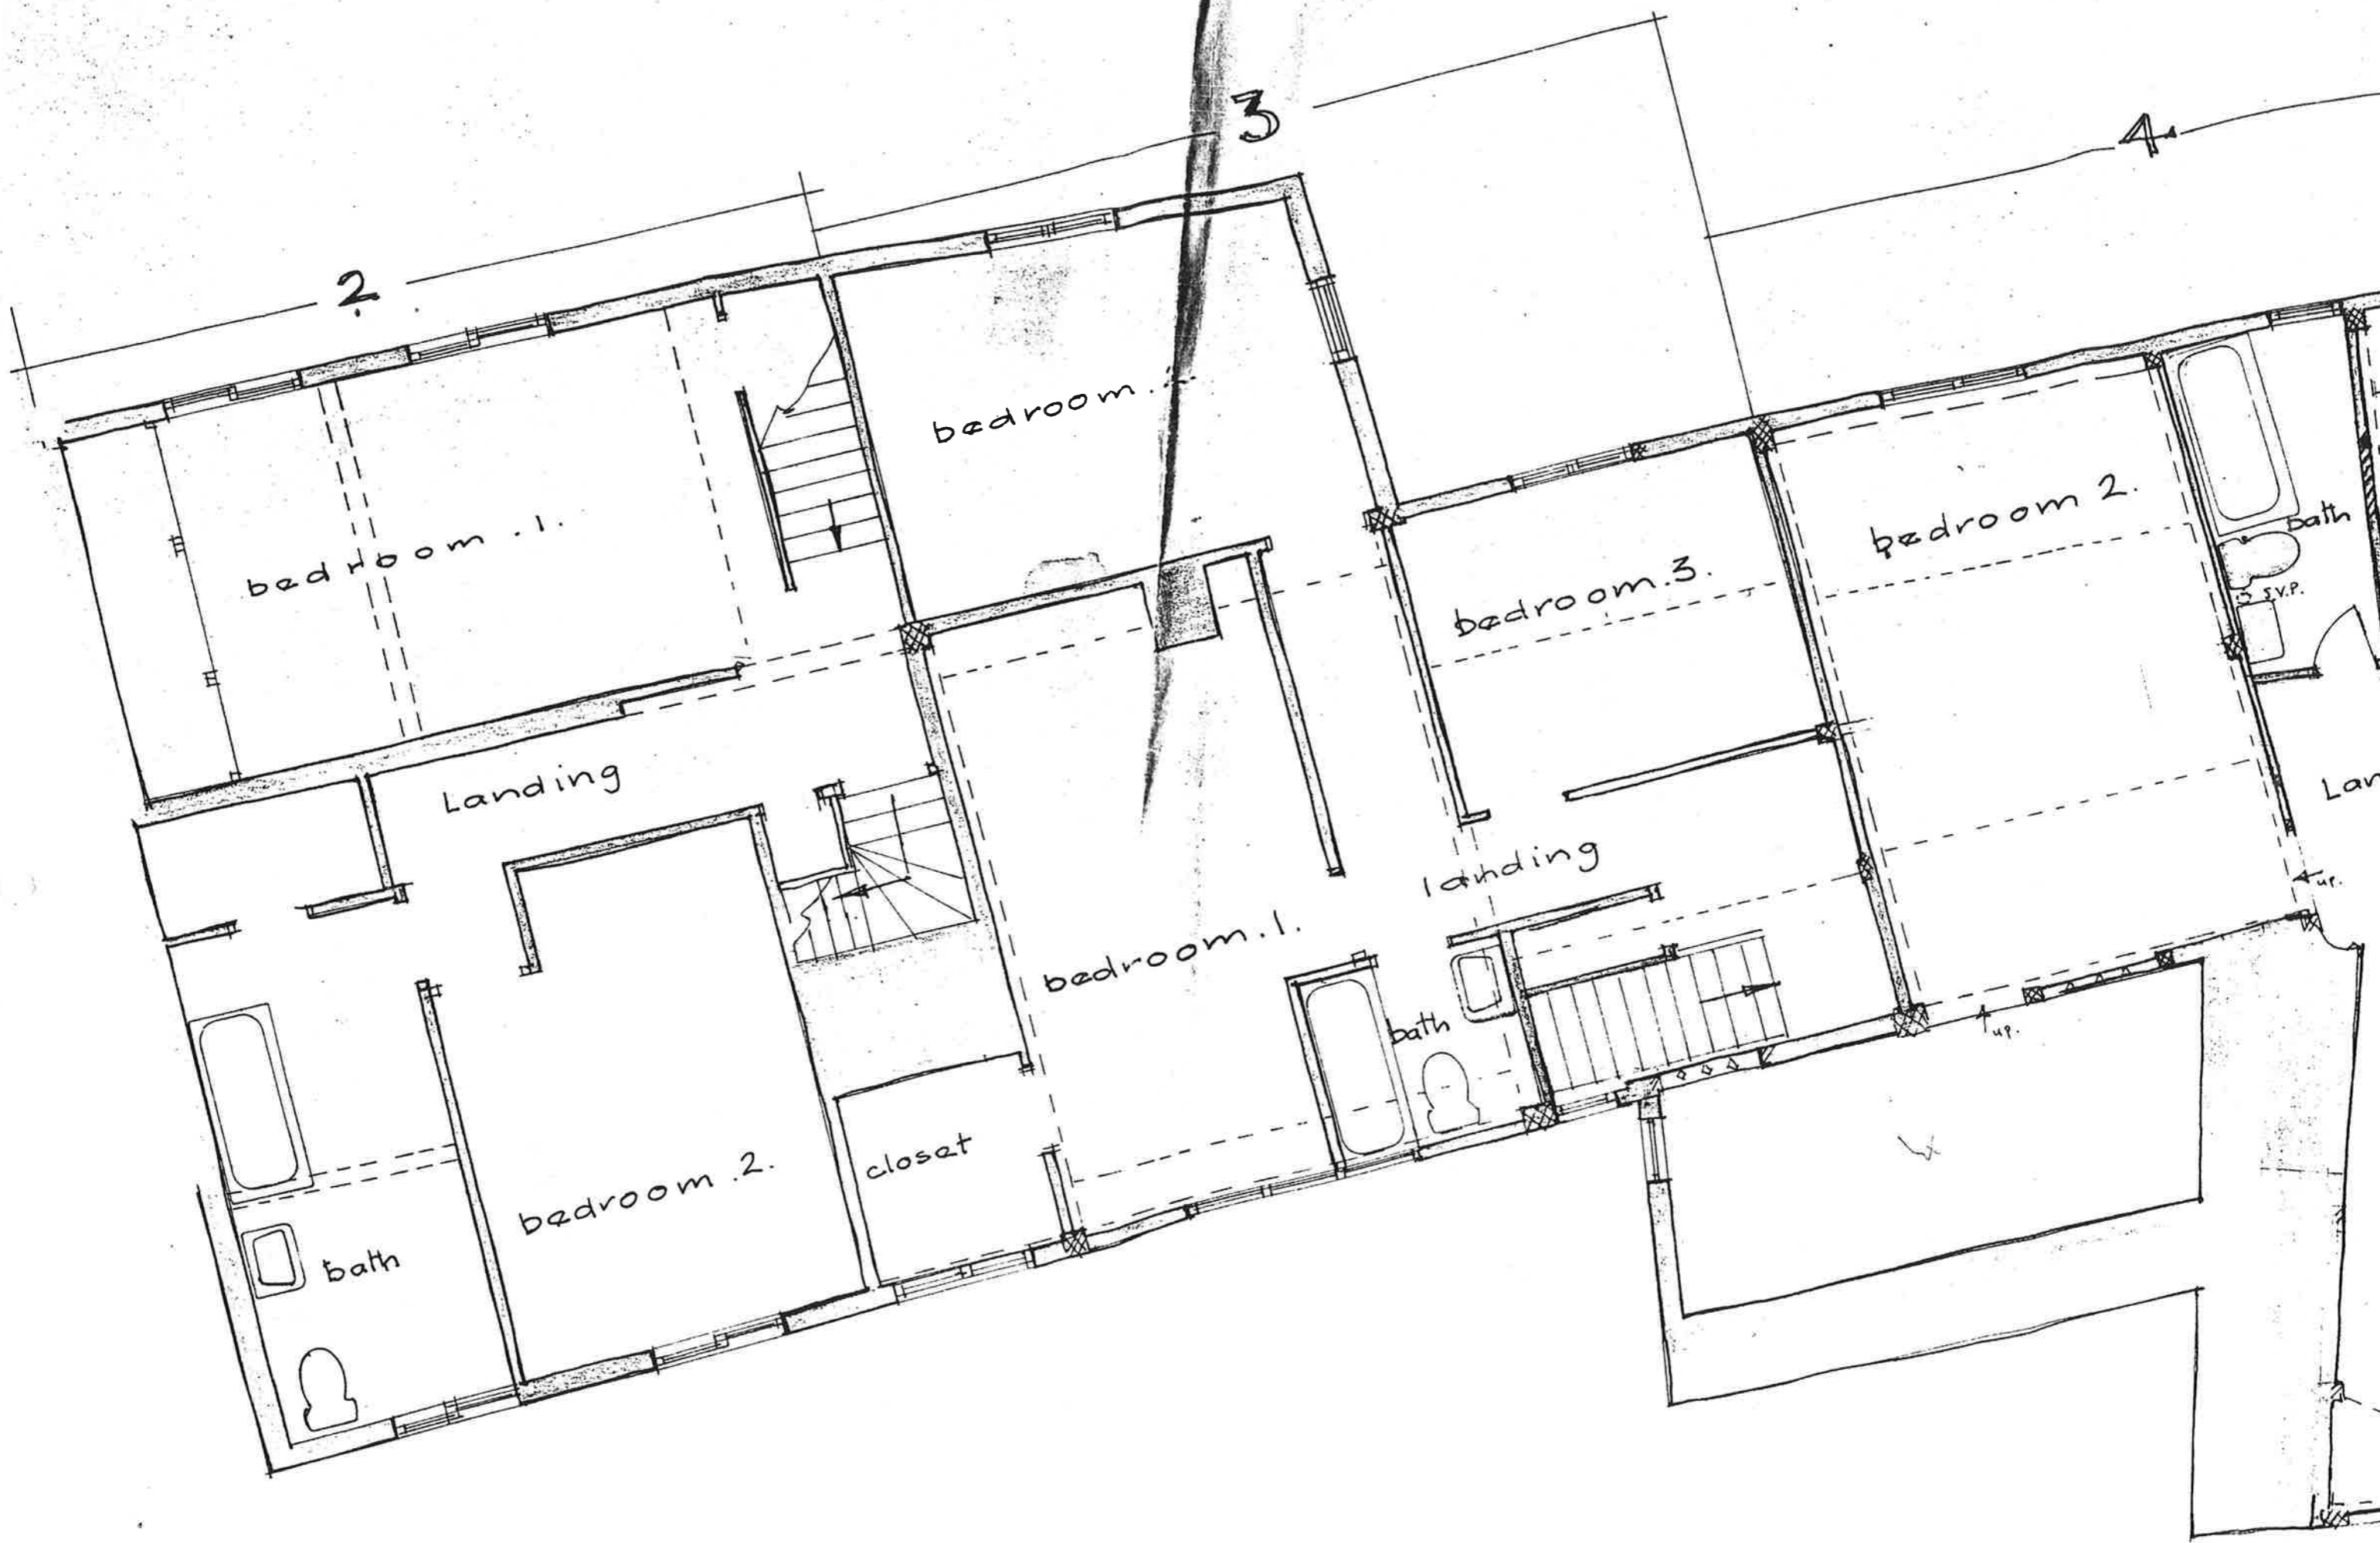 2
3
4
bedroom .1.
bedroom .
bedroom .3.
bedroom 2.
bath
S.V.P.
Landing
landing
up.
up.
bedroom .1.
bath
closet
bedroom .2.
bath